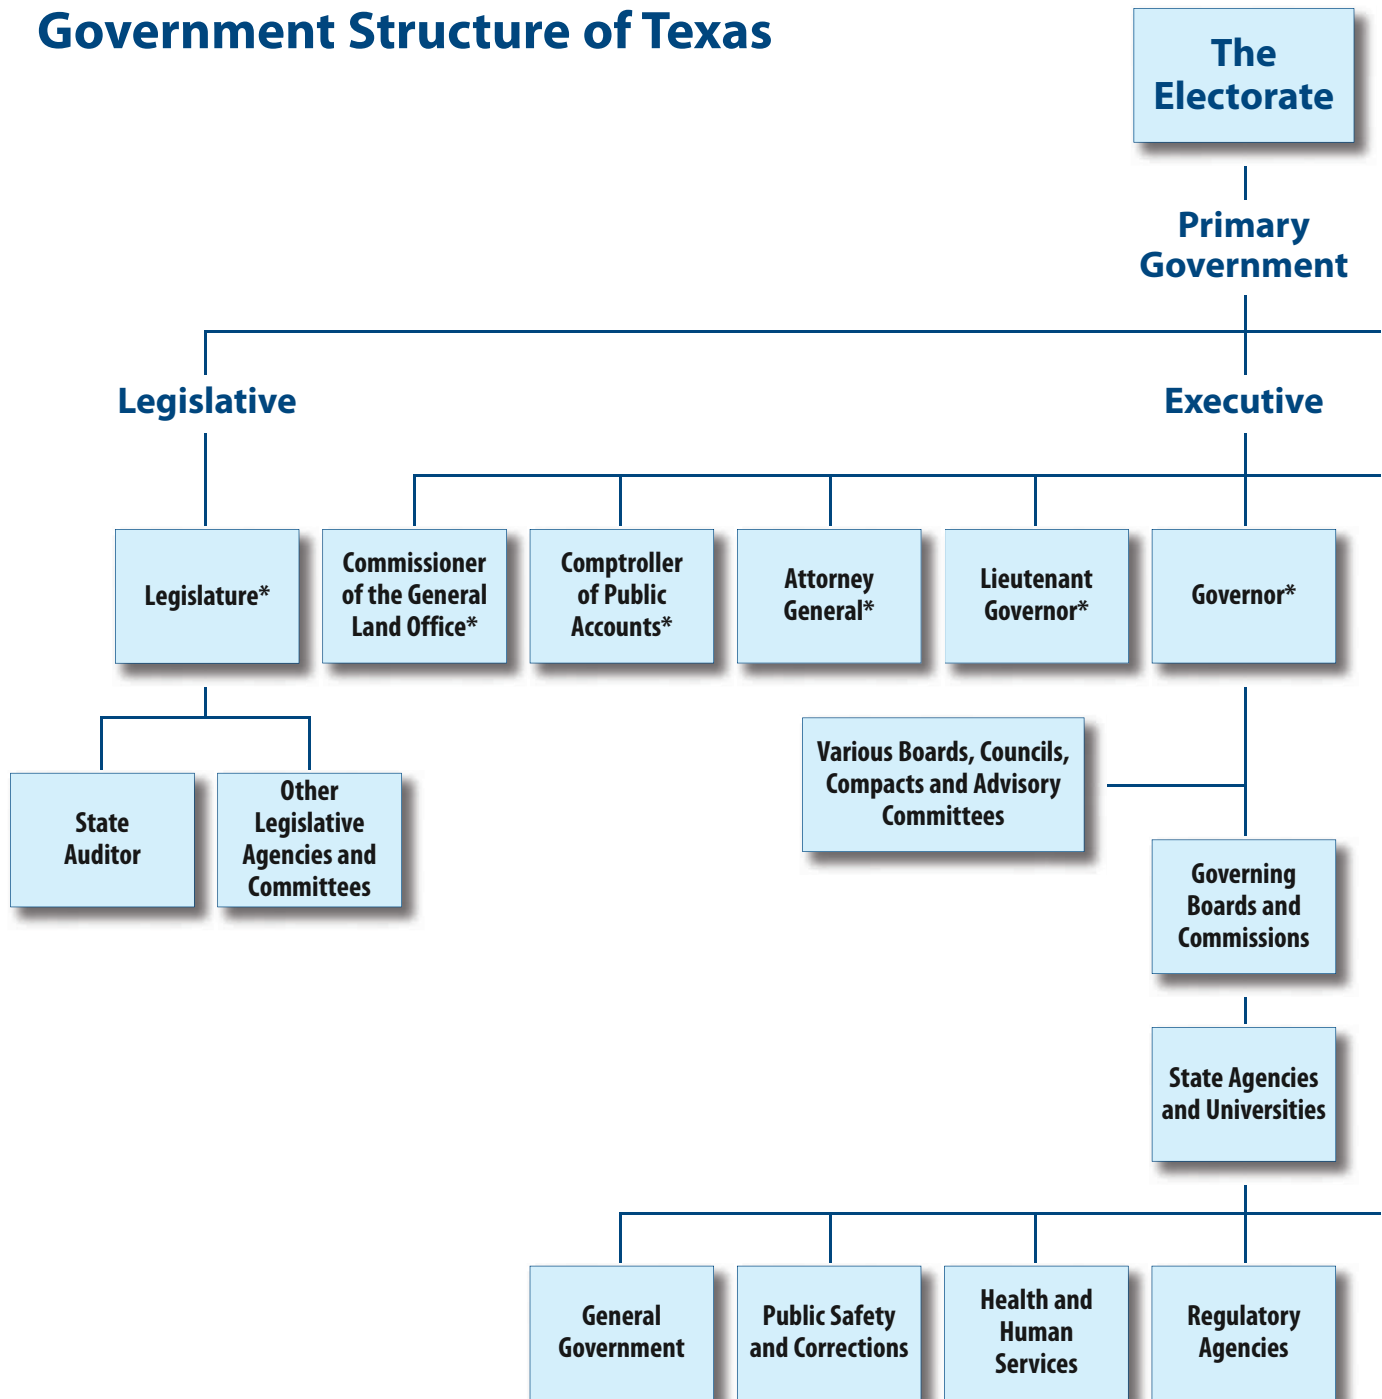 Government Structure of Texas
The
Electorate
Primary
Government
Legislative
Executive
Legislature*
Commissioner
of the General
Land Office*
Comptroller
of Public
Accounts*
Attorney
General*
Lieutenant
Governor*
Governor*
State
Auditor
Other
Legislative
Agencies and
Committees
Various Boards, Councils,
Compacts and Advisory
Committees
Governing
Boards and
Commissions
State Agencies
and Universities
General
Government
Public Safety
and Corrections
Health and
Human
Services
Regulatory
Agencies